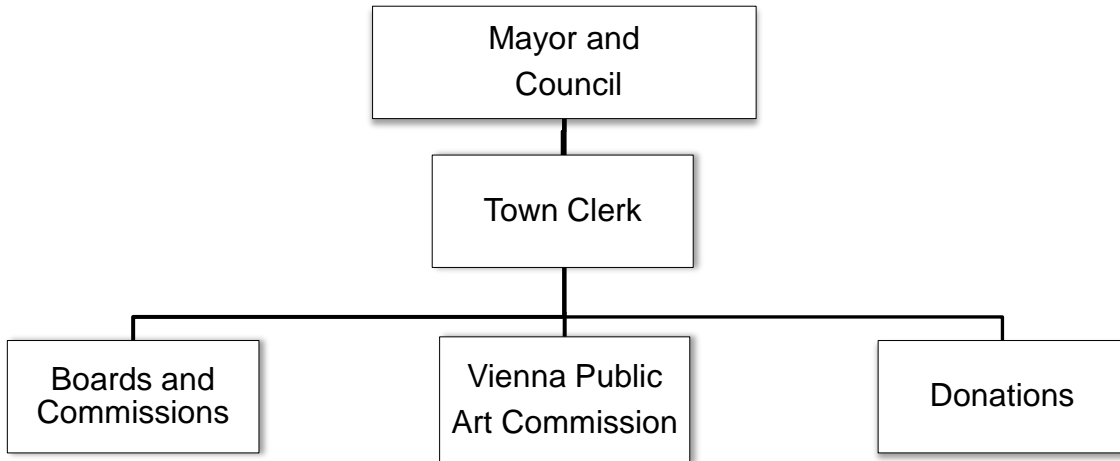 Mayor and
Council
Town Clerk
Boards and
Commissions
Vienna Public
Art Commission
Donations